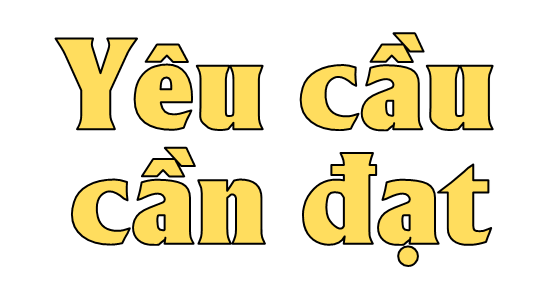 Yêu cầu
cần đạt